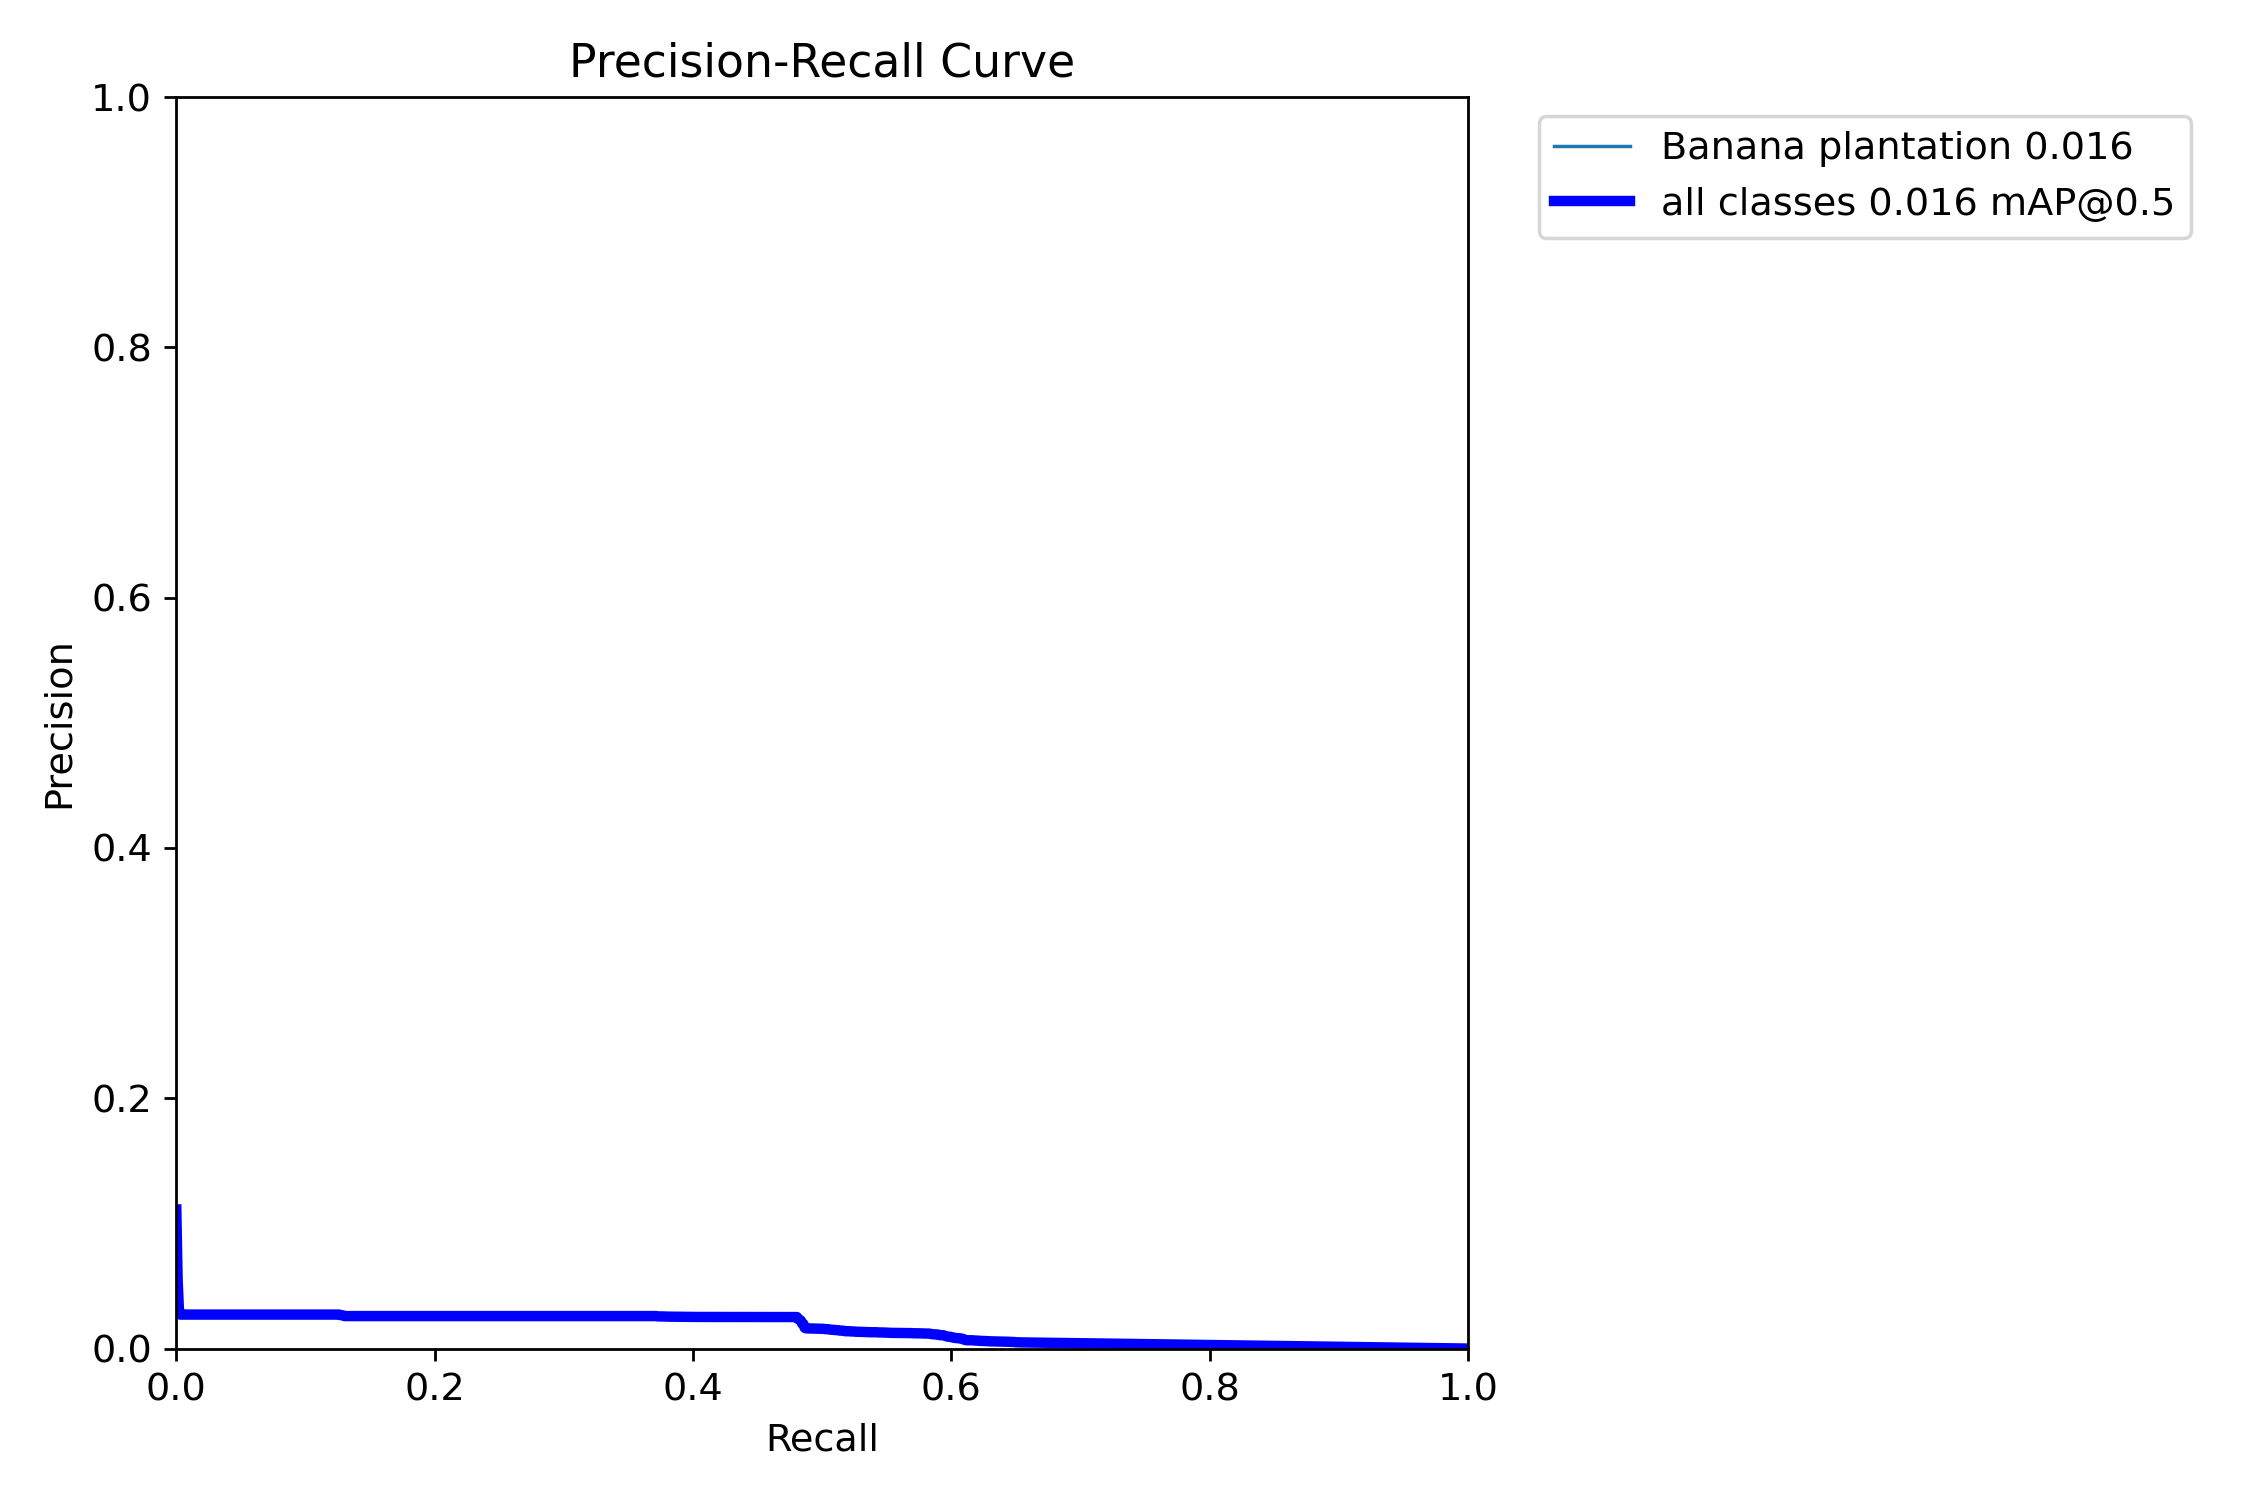 Precision-Recall Curve
1.0
0.8
0.6
0.4
0.2
0.0
Precision
0.0 0.2 0.4 0.6 0.8 1.0
Recall
Banana plantation 0.016
all classes 0.016 mAP@0.5